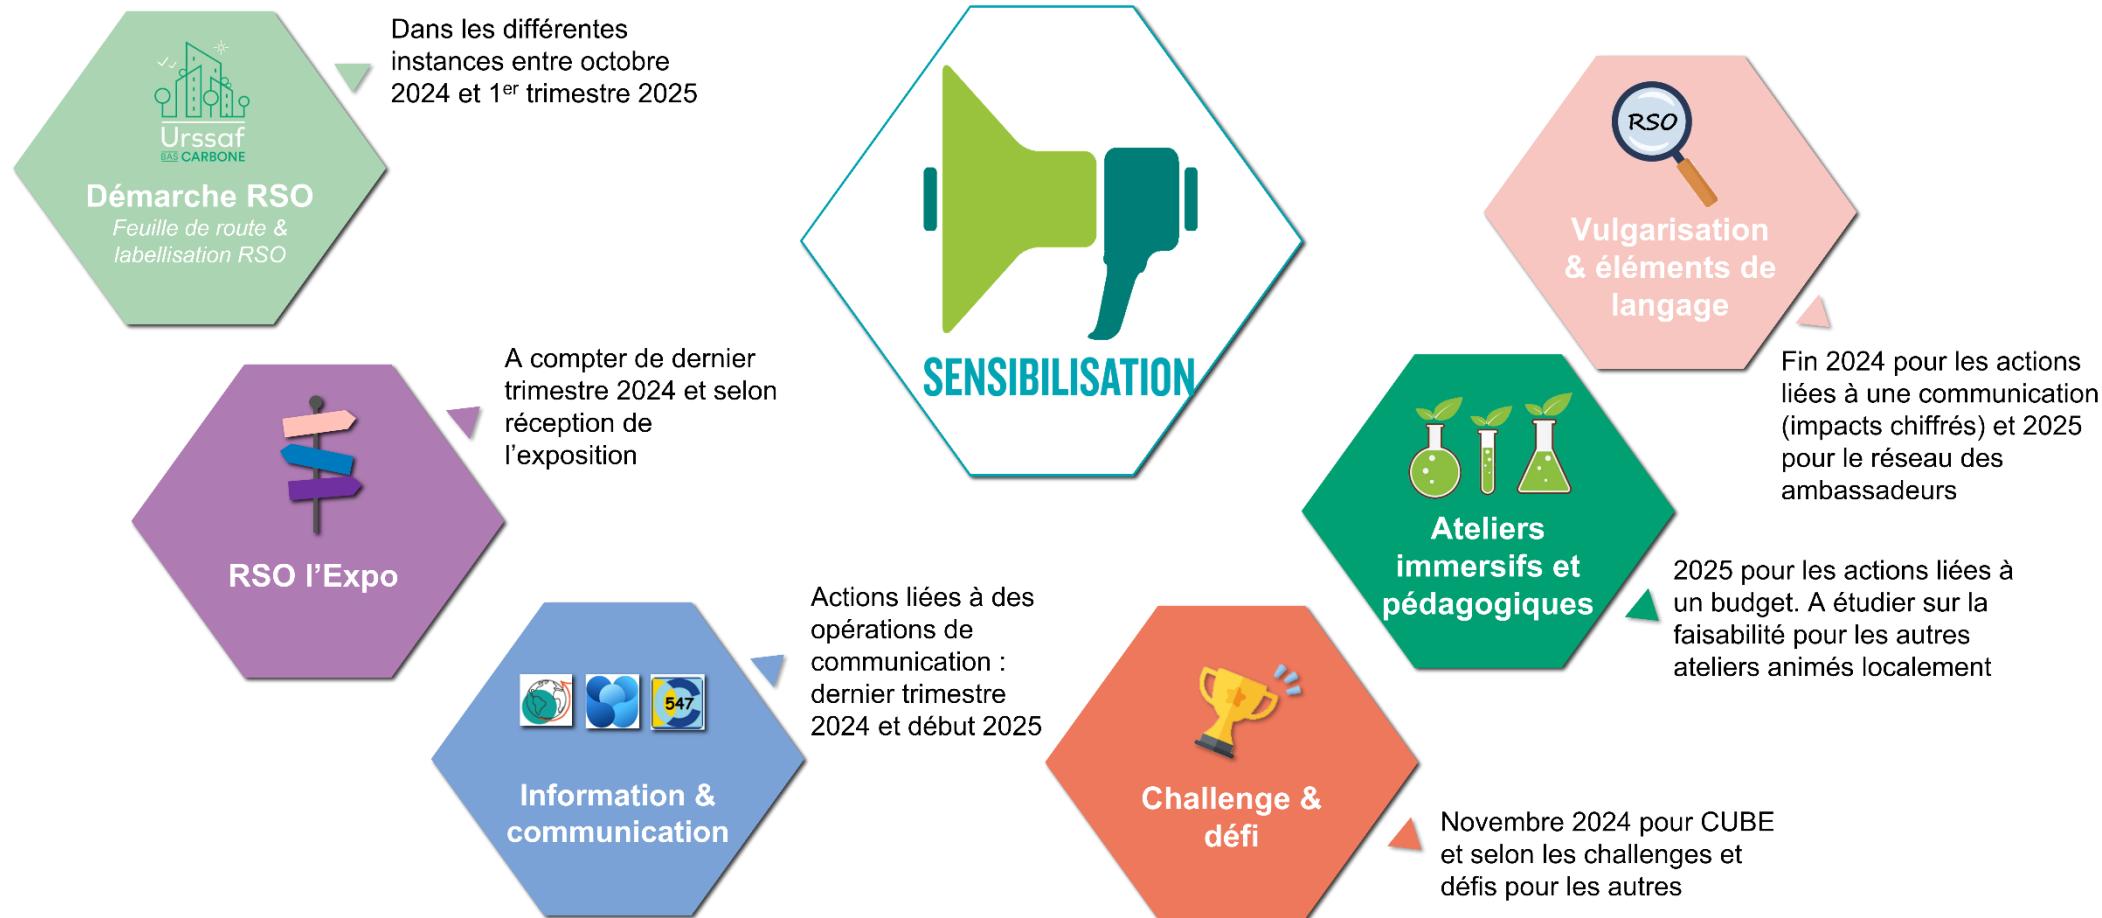 Urssaf
BAS CARBONE
Démarche RSO
Feuille de route &
labellisation RSO
Dans les différentes
instances entre octobre
2024 et 1er trimestre 2025
RSO l’Expo
A compter de dernier
trimestre 2024 et selon
réception de
l’exposition
547
Information &
communication
Actions liées à des
opérations de
communication :
dernier trimestre
2024 et début 2025
SENSIBILISATION
Challenge &
défi
Novembre 2024 pour CUBE
et selon les challenges et
défis pour les autres
Ateliers
immersifs et
pédagogiques
2025 pour les actions liées à
un budget. A étudier sur la
faisabilité pour les autres
ateliers animés localement
RSO
Vulgarisation
& éléments de
langage
Fin 2024 pour les actions
liées à une communication
(impacts chiffrés) et 2025
pour le réseau des
ambassadeurs